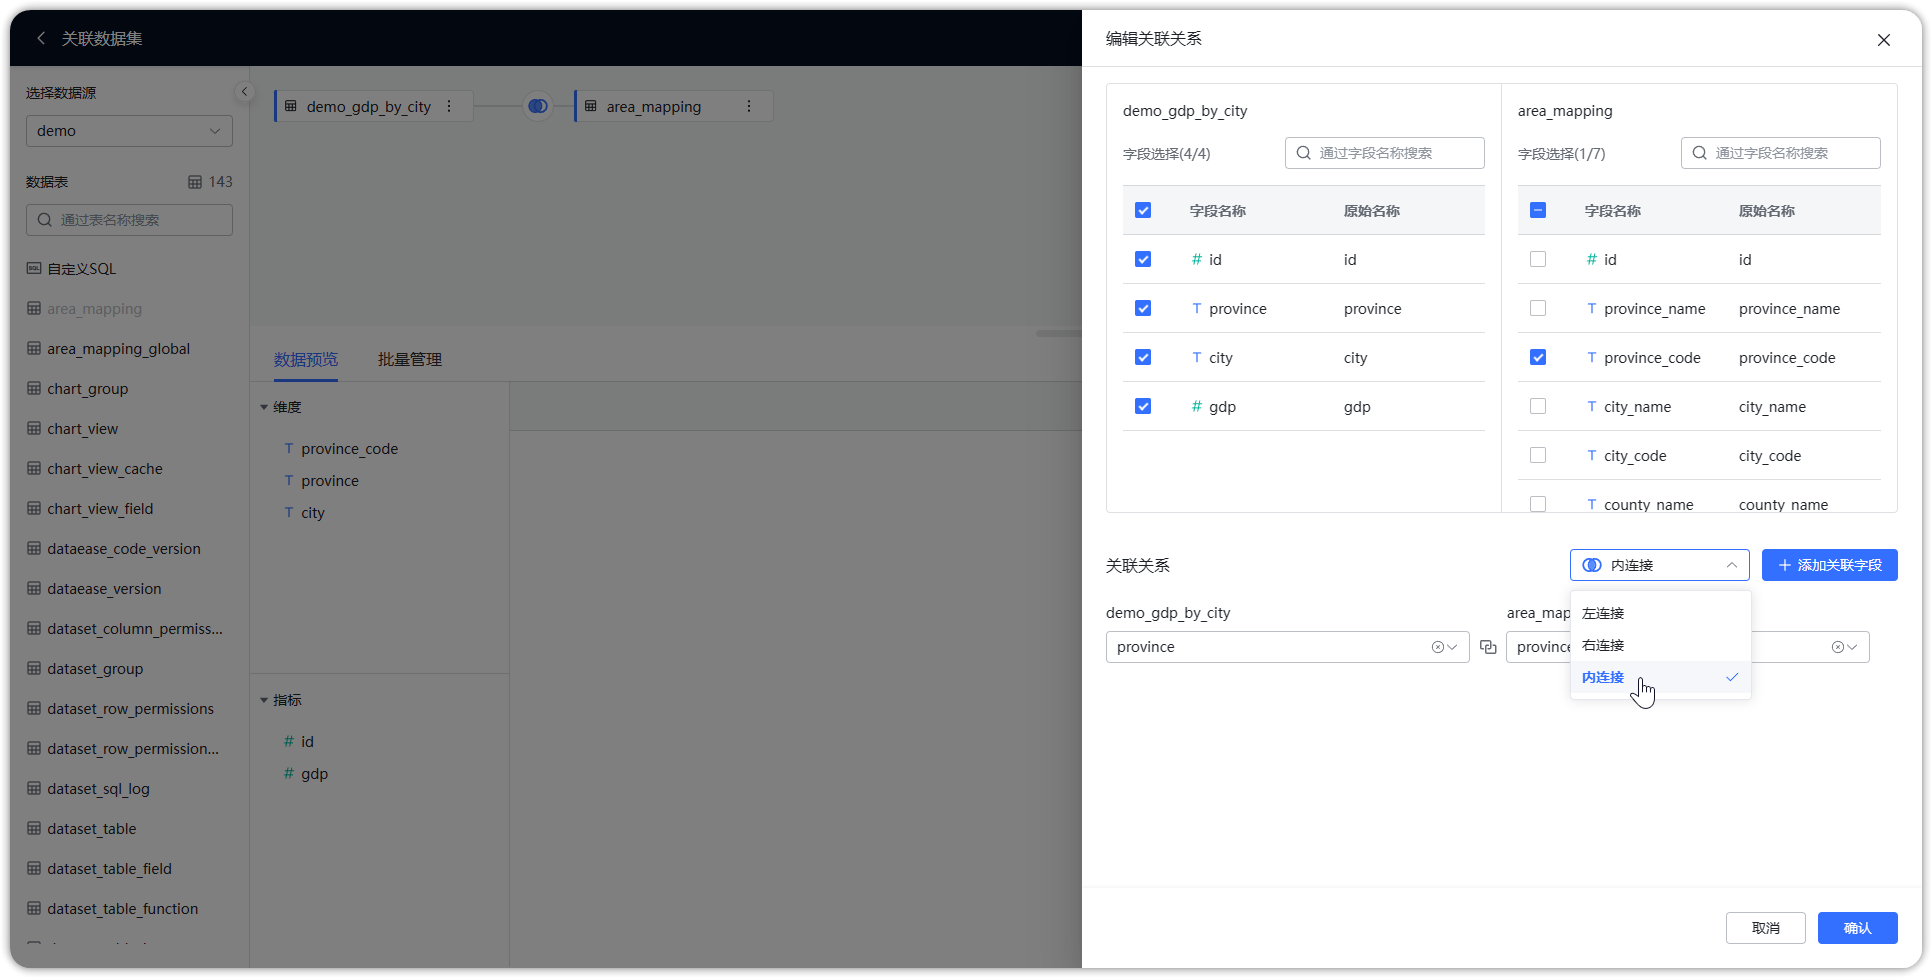 关联数据集
选择数据源
demo
数据表
143
通过表名称搜索
自定义SQL
area_mapping
area_mapping_global
chart_group
chart_view
chart_view_cache
chart_view_field
dataease_code_version
dataease_version
dataset_column_permiss...
dataset_group
dataset_row_permissions
dataset_row_permission...
dataset_sql_log
dataset_table
dataset_table_field
dataset_table_function
demo_gdp_by_city
area_mapping
数据预览 批量管理
维度
T province_code
T province
T city
指标
# id
# gdp
编辑关联关系
demo_gdp_by_city
字段选择(4/4)
通过字段名称搜索
字段名称 原始名称
# id id
T province province
T city city
# gdp gdp
area_mapping
字段选择(1/7)
通过字段名称搜索
字段名称 原始名称
# id id
T province_name province_name
T province_code province_code
T city_name city_name
T city_code city_code
T county_name county_name
关联关系
内连接
添加关联字段
左连接
右连接
内连接
demo_gdp_by_city
area_map
province
province
取消
确认